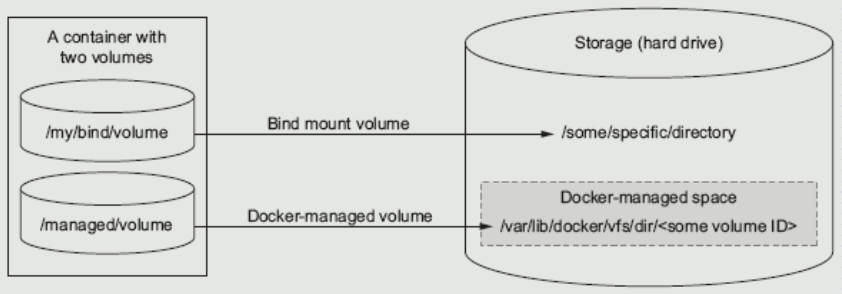 A container with
two volumes
Storage (hard drive)
/my/bind/volume
Bind mount volume
/some/specific/directory
Docker-managed space
/managed/volume
Docker-managed volume
/var/lib/docker/vfs/dir/<some volume ID>